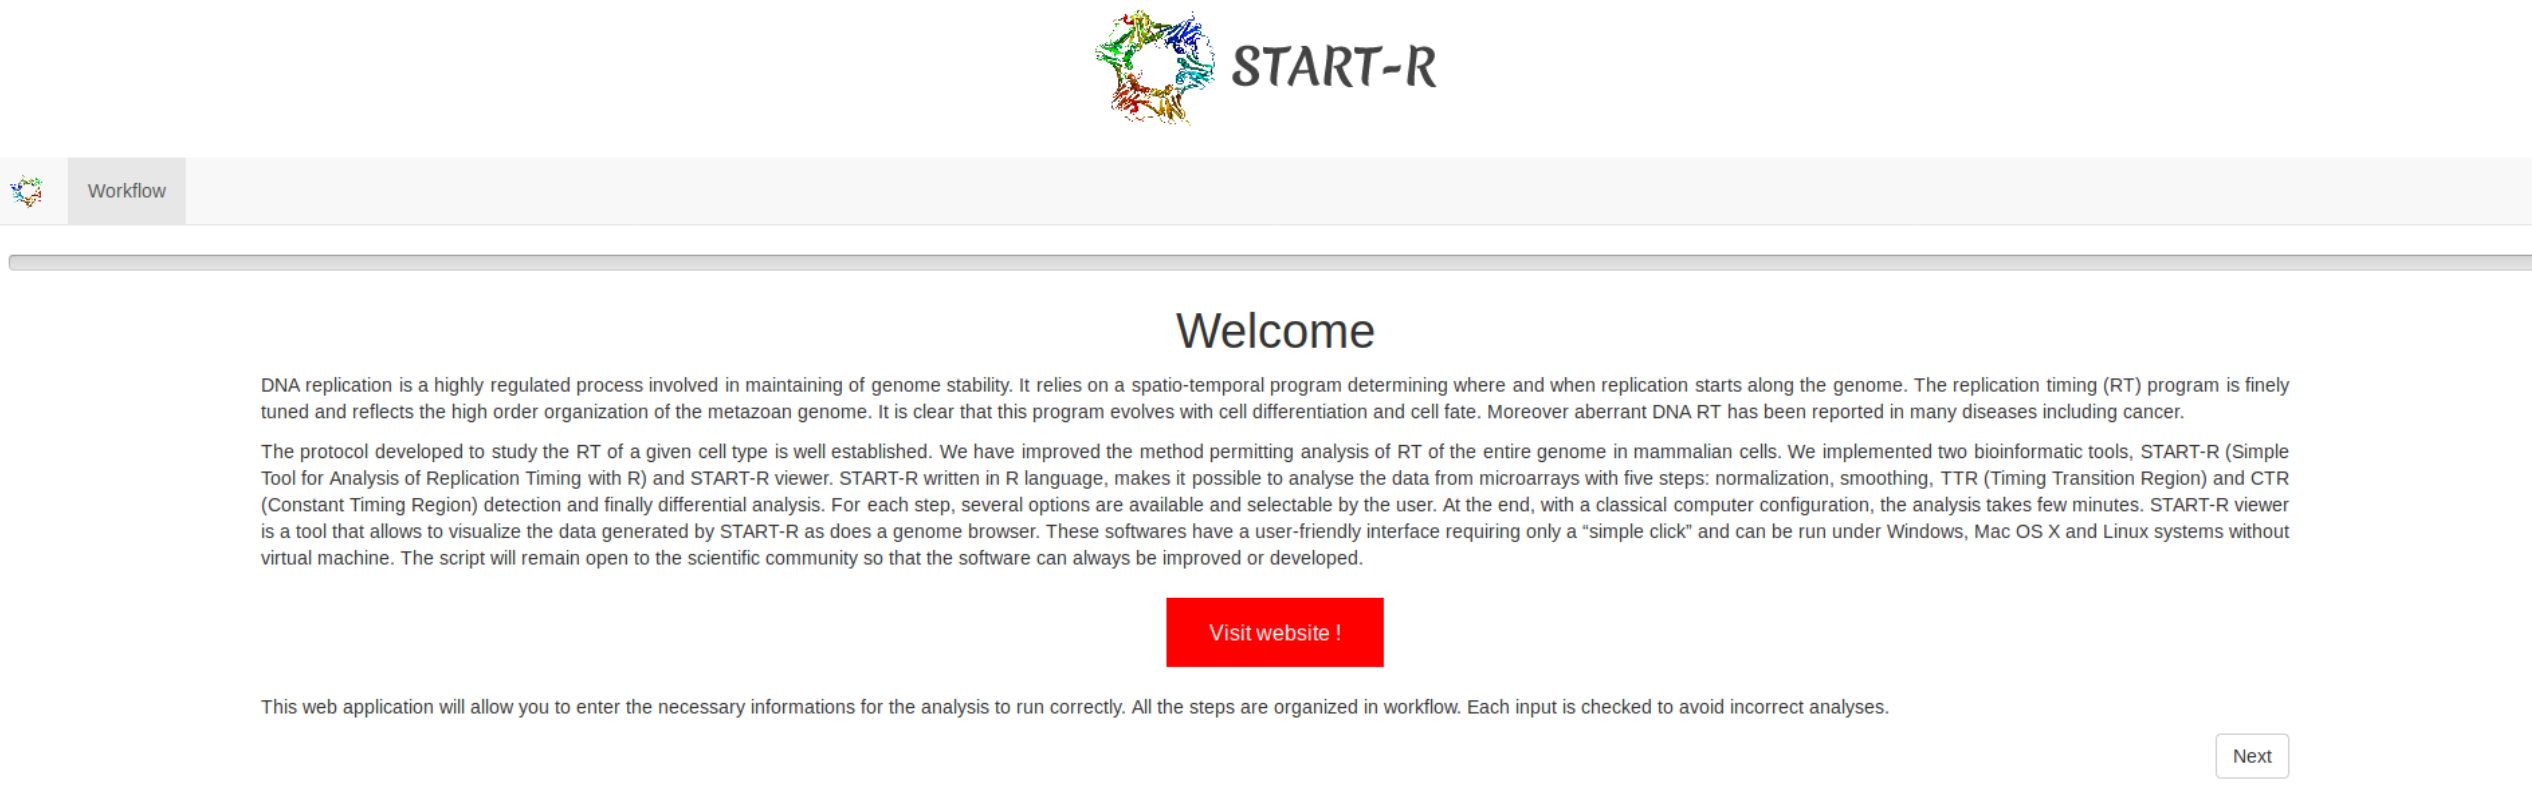 START-R
Workflow
Welcome
DNA replication is a highly regulated process involved in maintaining of genome stability. It relies on a spatio-temporal program determining where and when replication starts along the genome. The replication timing (RT) program is finely
tuned and reflects the high order organization of the metazoan genome. It is clear that this program evolves with cell differentiation and cell fate. Moreover aberrant DNA RT has been reported in many diseases including cancer.
The protocol developed to study the RT of a given cell type is well established. We have improved the method permitting analysis of RT of the entire genome in mammalian cells. We implemented two bioinformatic tools, START-R (Simple
Tool for Analysis of Replication Timing with R) and START-R viewer. START-R written in R language, makes it possible to analyse the data from microarrays with five steps: normalization, smoothing, TTR (Timing Transition Region) and CTR
(Constant Timing Region) detection and finally differential analysis. For each step, several options are available and selectable by the user. At the end, with a classical computer configuration, the analysis takes few minutes. START-R viewer
is a tool that allows to visualize the data generated by START-R as does a genome browser. These softwares have a user-friendly interface requiring only a “simple click” and can be run under Windows, Mac OS X and Linux systems without
virtual machine. The script will remain open to the scientific community so that the software can always be improved or developed.
Visit website !
This web application will allow you to enter the necessary informations for the analysis to run correctly. All the steps are organized in workflow. Each input is checked to avoid incorrect analyses.
Next